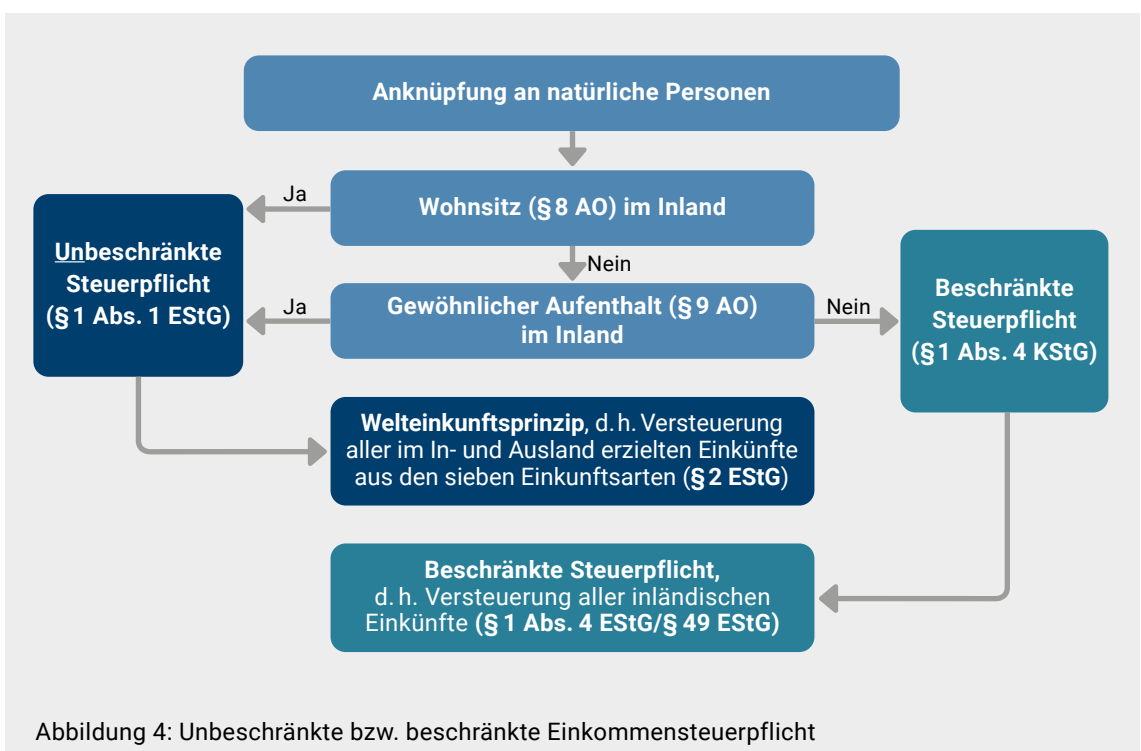 Anknüpfung an natürliche Personen
Ja
Wohnsitz (§ 8 AO) im Inland
Unbeschränkte
Steuerpflicht
(§ 1 Abs. 1 EStG)
Nein
Ja
Gewöhnlicher Aufenthalt (§ 9 AO)
im Inland
Nein
Beschränkte
Steuerpflicht
(§ 1 Abs. 4 KStG)
Welteinkunftsprinzip, d. h. Versteuerung
aller im In- und Ausland erzielten Einkünfte
aus den sieben Einkunftsarten (§ 2 EStG)
Beschränkte Steuerpflicht,
d. h. Versteuerung aller inländischen
Einkünfte (§ 1 Abs. 4 EStG/§ 49 EStG)
Abbildung 4: Unbeschränkte bzw. beschränkte Einkommensteuerpflicht